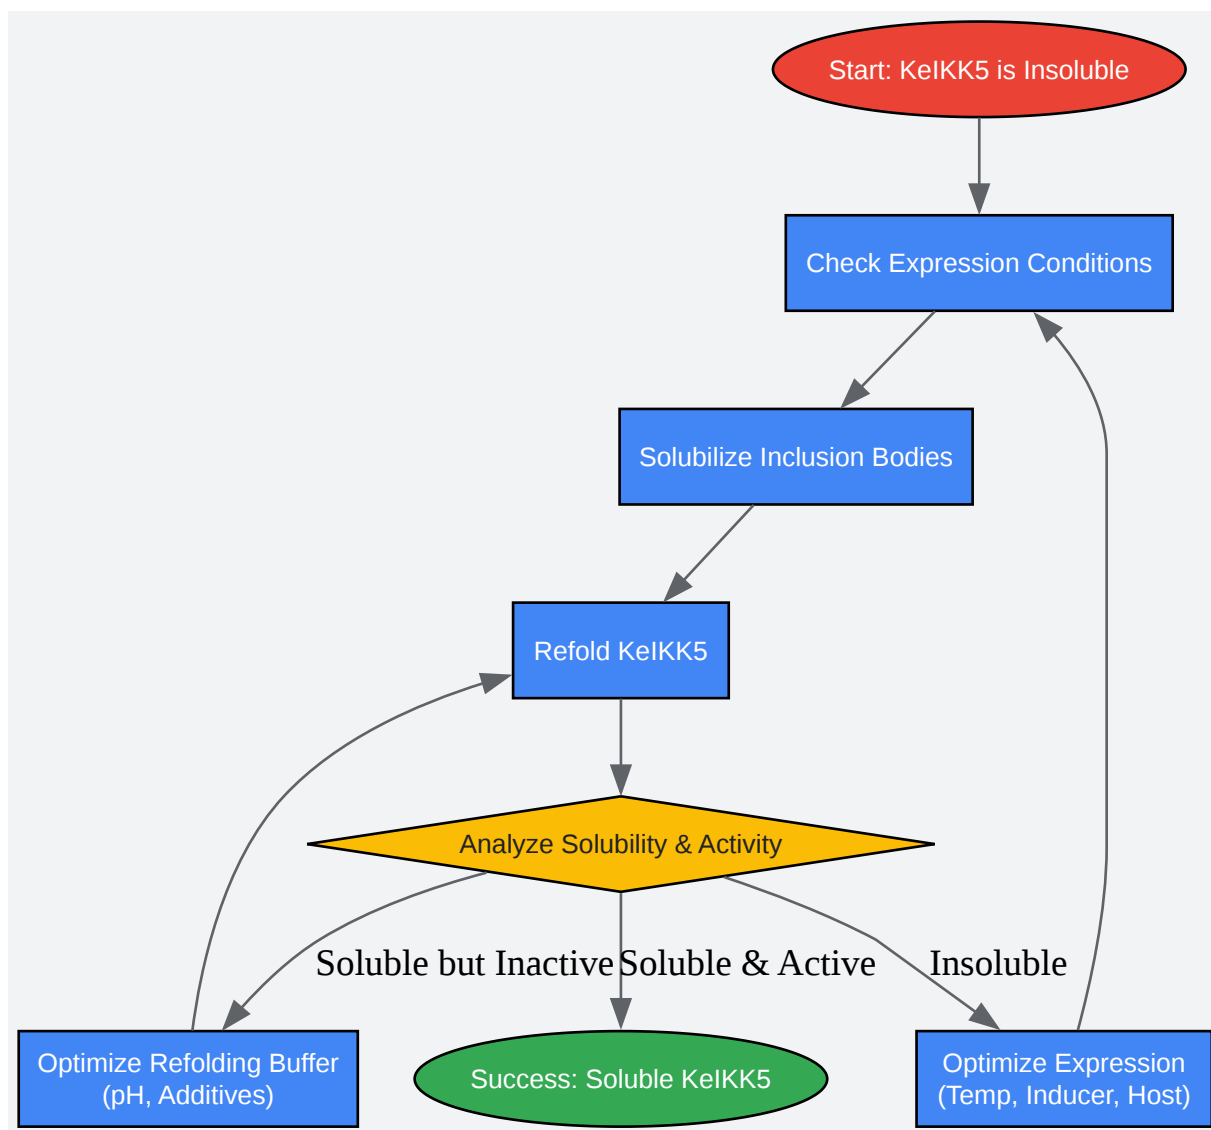 Start: KeIKK5 is Insoluble
Check Expression Conditions
Solubilize Inclusion Bodies
Refold KeIKK5
Analyze Solubility & Activity
Soluble but Inactive
Soluble & Active
Insoluble
Optimize Refolding Buffer
(pH, Additives)
Success: Soluble KeIKK5
Optimize Expression
(Temp, Inducer, Host)